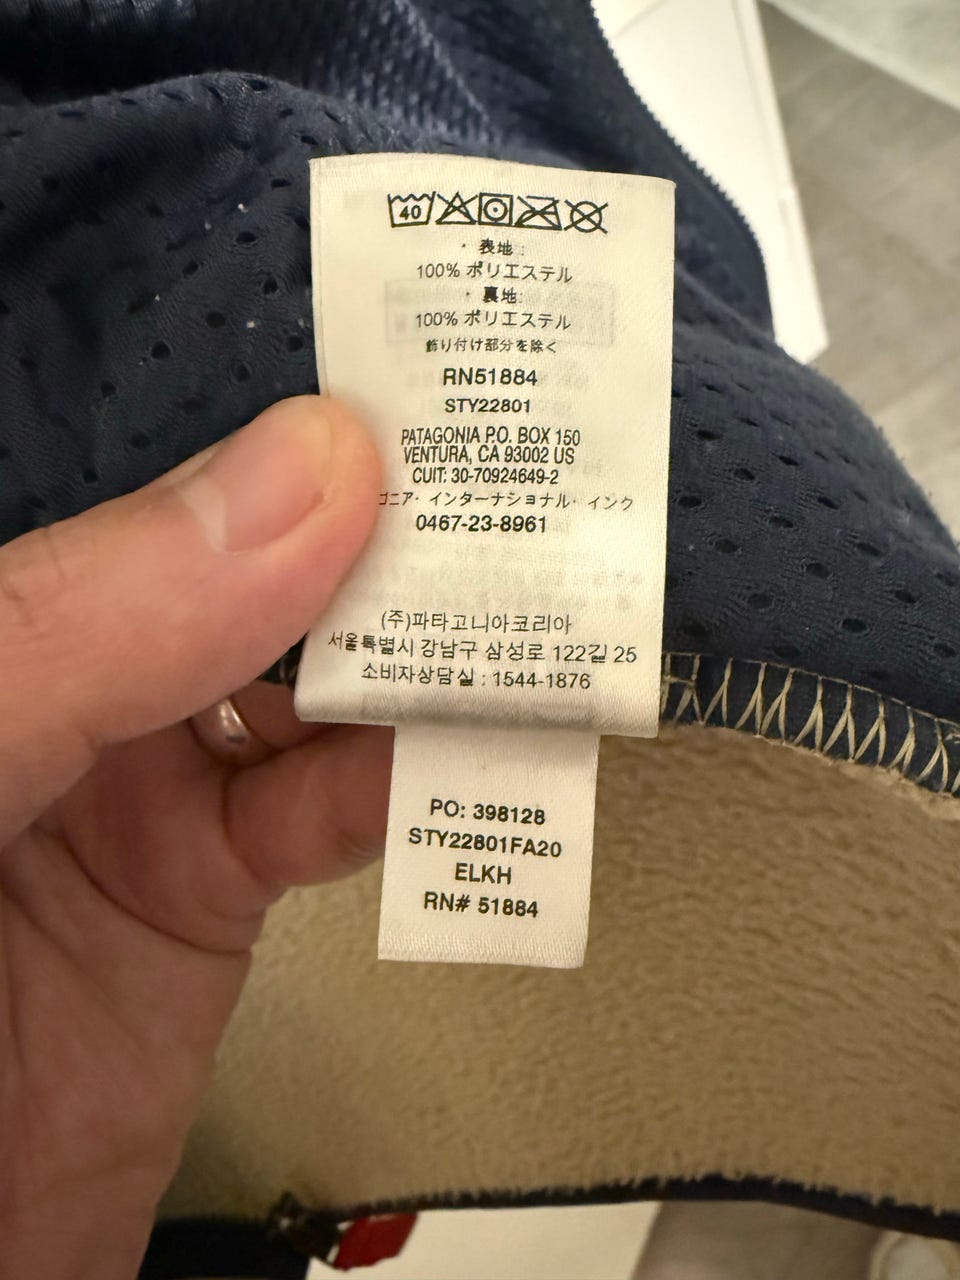 40
・表地:
100% ポリエステル
・裏地:
100% ポリエステル
飾り付け部分を除く
RN51884
STY22801
PATAGONIA P.O. BOX 150
VENTURA, CA 93002 US
CUIT: 30-70924649-2
ゴニア・インターナショナル・インク
0467-23-8961
(주)파타고니아코리아
서울특별시 강남구 삼성로 122길 25
소비자상담실 : 1544-1876
PO: 398128
STY22801FA20
ELKH
RN# 51884